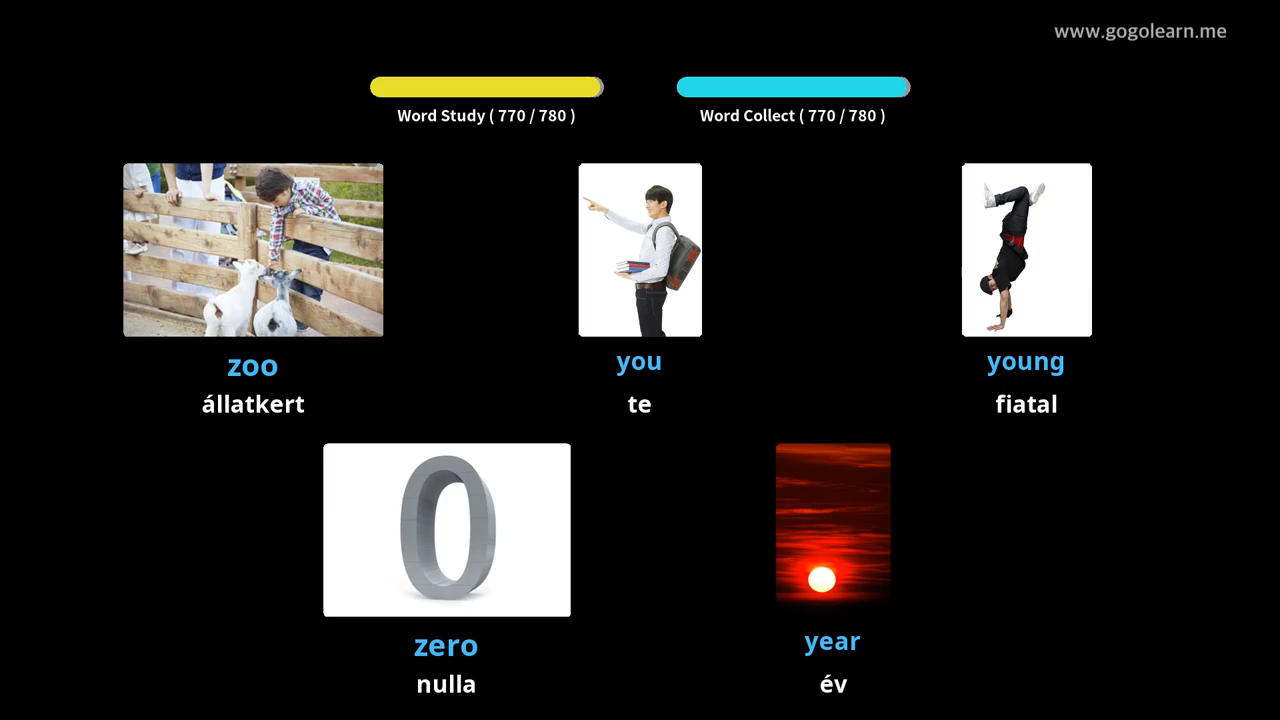 www.gogolearn.me
Word Study ( 770 / 780 )
Word Collect ( 770 / 780 )
zoo
állatkert
you
te
young
fiatal
0
zero
nulla
year
év